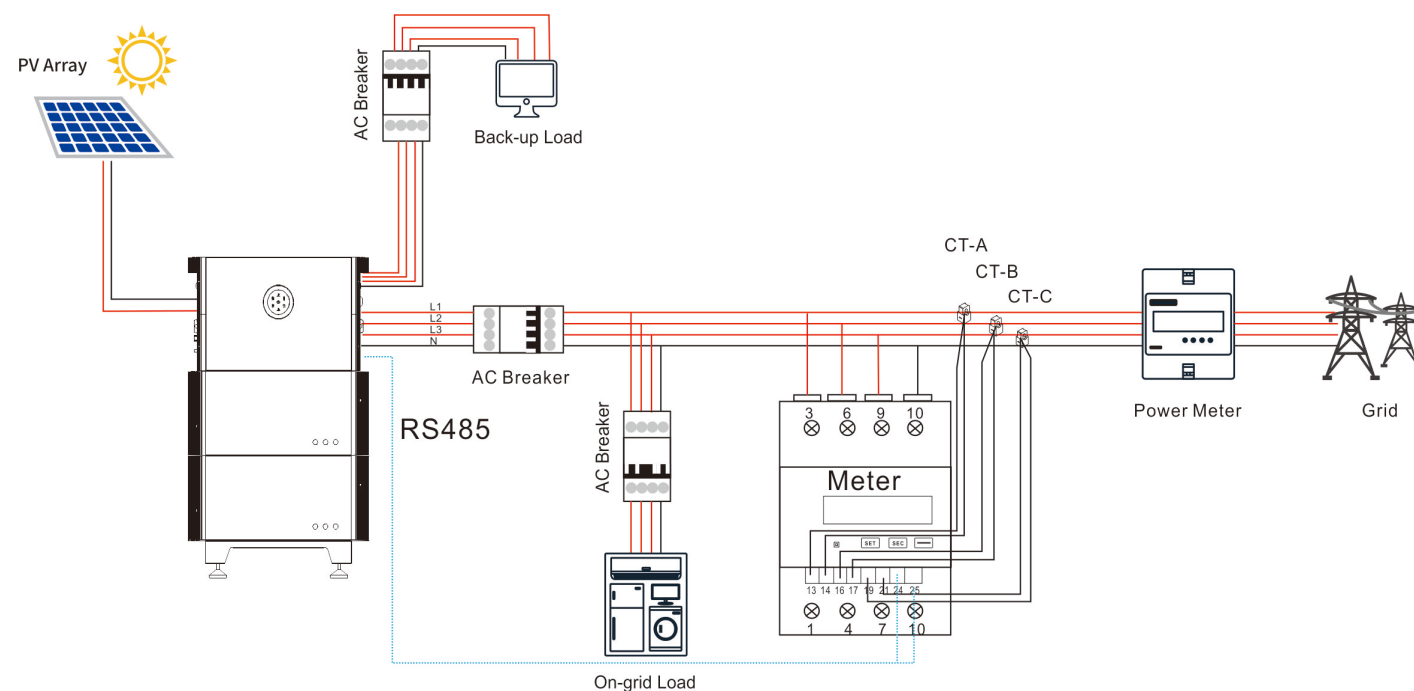 PV Array
AC Breaker
Back-up Load
CT-A
CT-B
CT-C
L1
L2
L3
N
AC Breaker
RS485
AC Breaker
Power Meter
Grid
3 6 9 10
Meter
SET SEC
13 14 16 17 19 21 24 25
1 4 7 10
On-grid Load